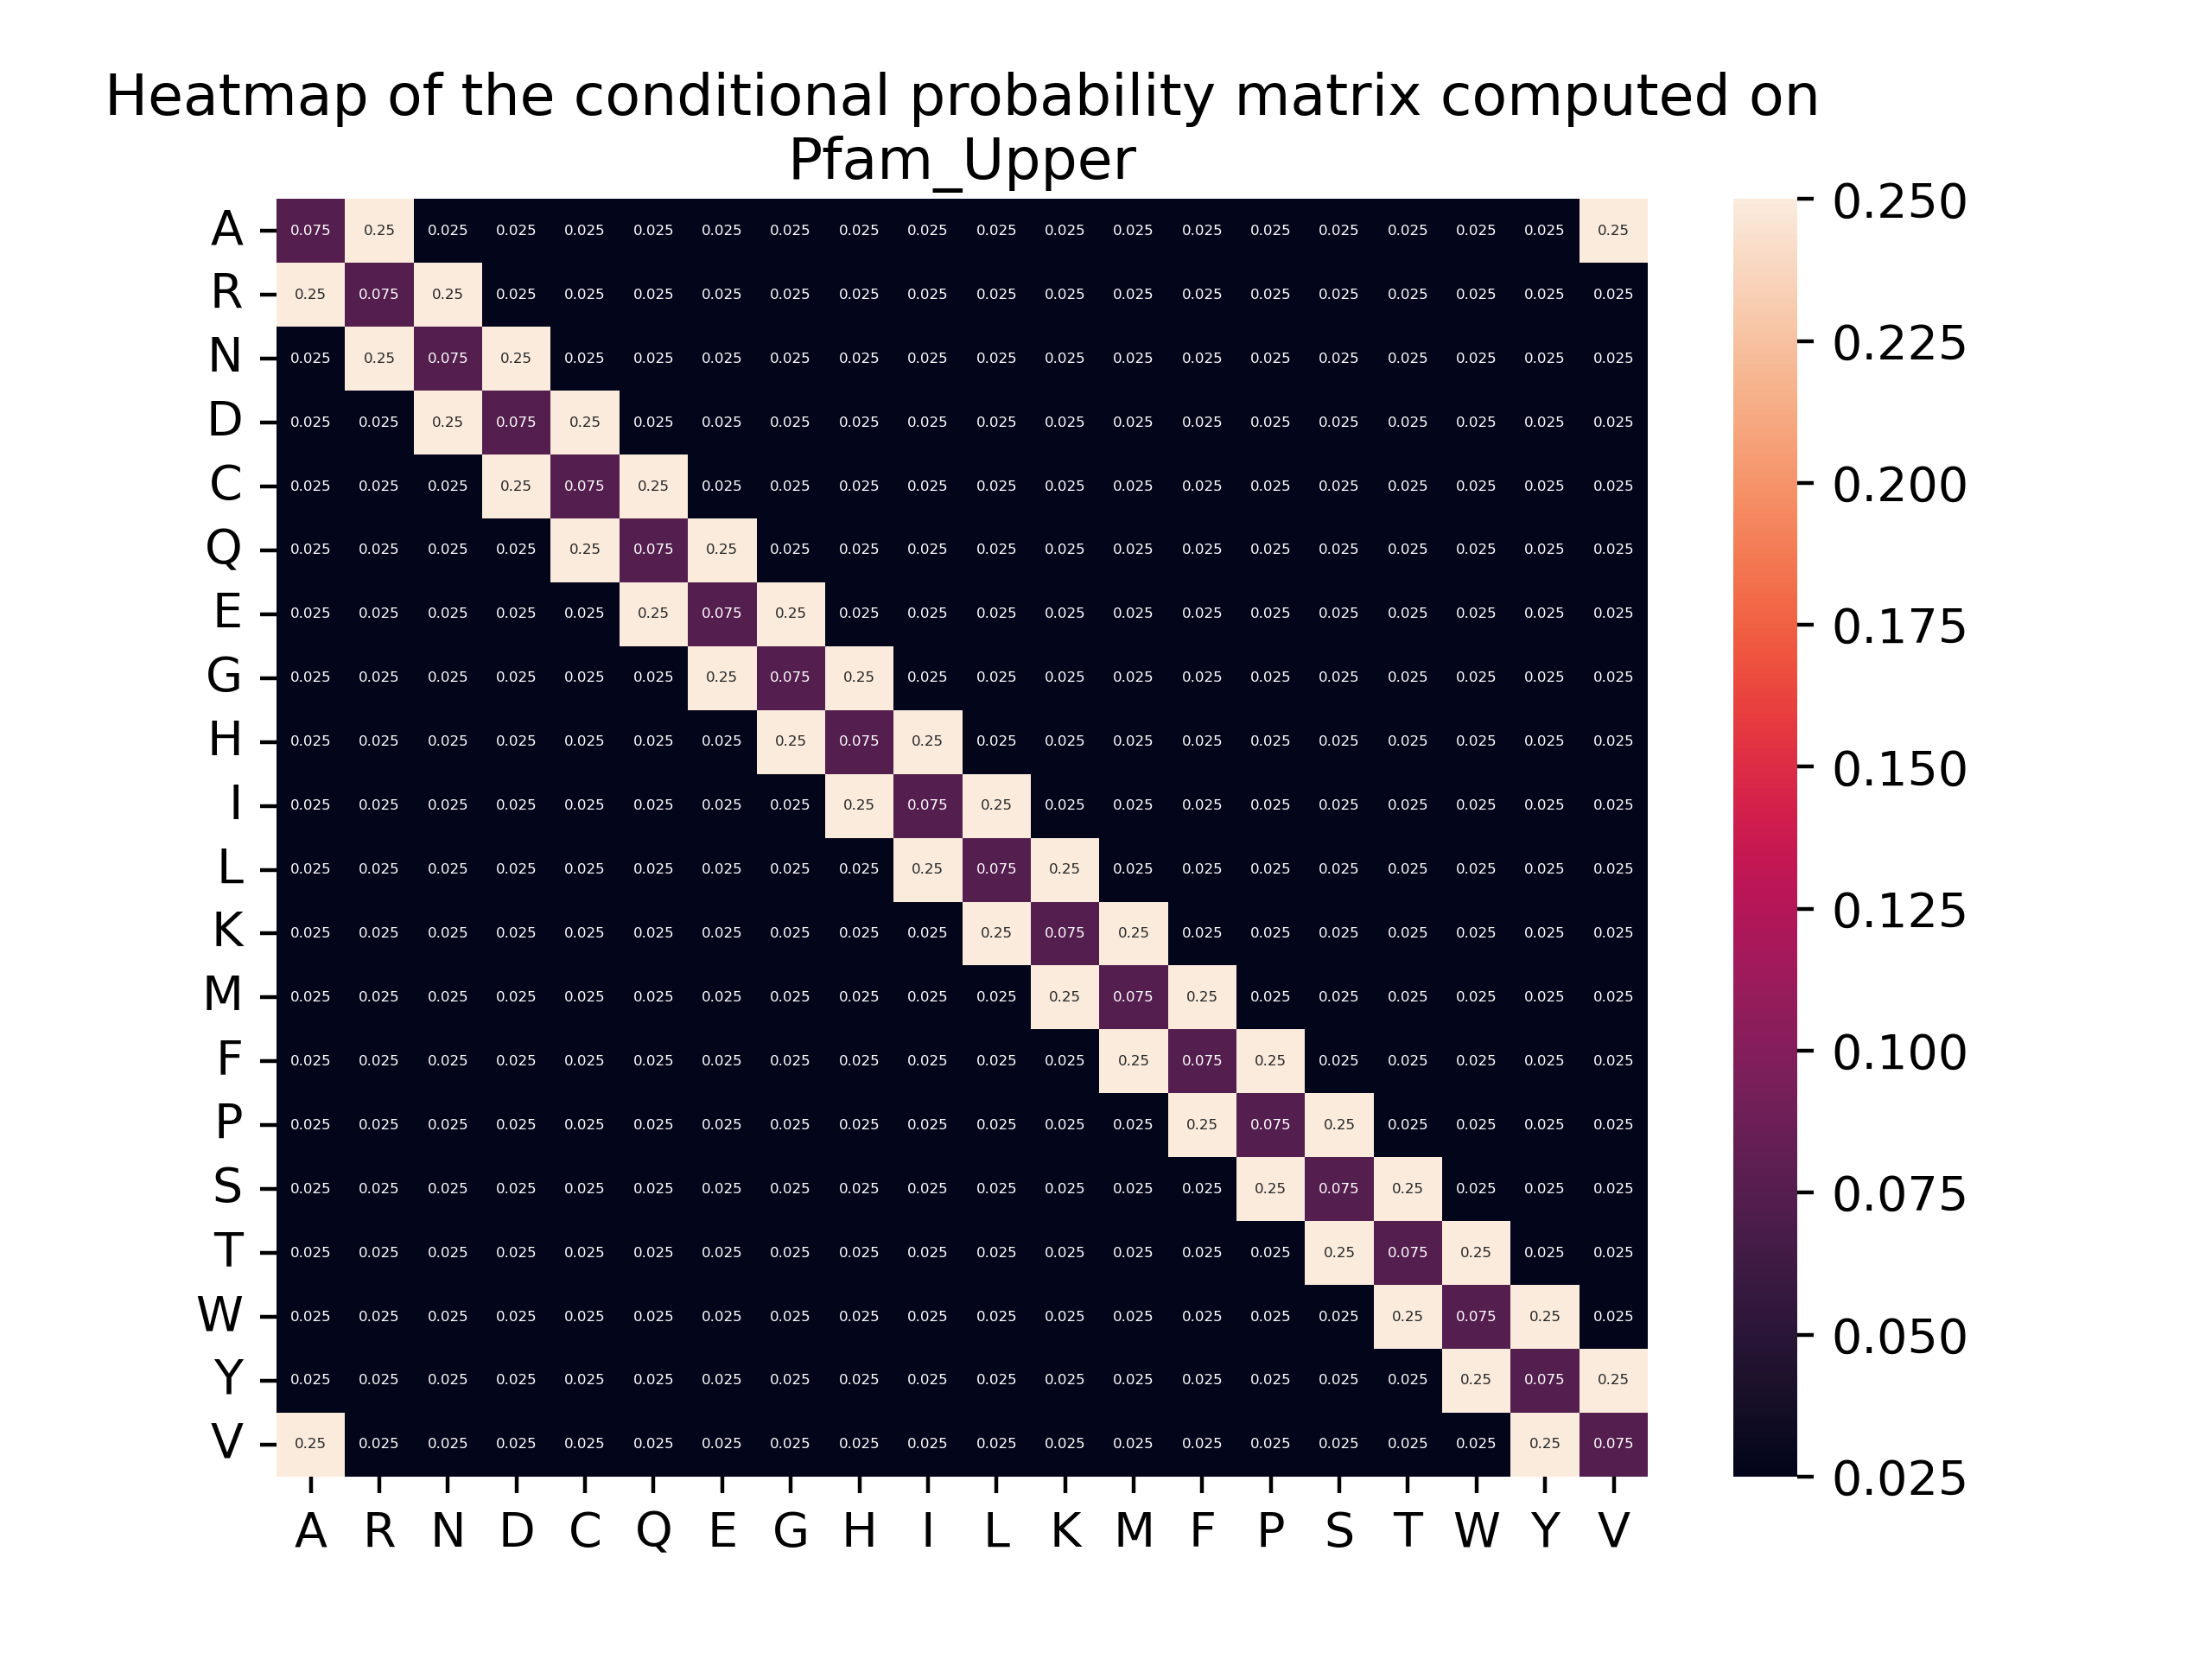 Heatmap of the conditional probability matrix computed on
Pfam_Upper
0.250
A 0.075 0.25 0.025 0.025 0.025 0.025 0.025 0.025 0.025 0.025 0.025 0.025 0.025 0.025 0.025 0.025 0.025 0.025 0.025 0.25
R 0.25 0.075 0.25 0.025 0.025 0.025 0.025 0.025 0.025 0.025 0.025 0.025 0.025 0.025 0.025 0.025 0.025 0.025 0.025 0.025
0.225
N 0.025 0.25 0.075 0.25 0.025 0.025 0.025 0.025 0.025 0.025 0.025 0.025 0.025 0.025 0.025 0.025 0.025 0.025 0.025 0.025
D 0.025 0.025 0.25 0.075 0.25 0.025 0.025 0.025 0.025 0.025 0.025 0.025 0.025 0.025 0.025 0.025 0.025 0.025 0.025 0.025
0.200
C 0.025 0.025 0.025 0.25 0.075 0.25 0.025 0.025 0.025 0.025 0.025 0.025 0.025 0.025 0.025 0.025 0.025 0.025 0.025 0.025
Q 0.025 0.025 0.025 0.025 0.25 0.075 0.25 0.025 0.025 0.025 0.025 0.025 0.025 0.025 0.025 0.025 0.025 0.025 0.025 0.025
E 0.025 0.025 0.025 0.025 0.025 0.25 0.075 0.25 0.025 0.025 0.025 0.025 0.025 0.025 0.025 0.025 0.025 0.025 0.025 0.025
0.175
G 0.025 0.025 0.025 0.025 0.025 0.025 0.25 0.075 0.25 0.025 0.025 0.025 0.025 0.025 0.025 0.025 0.025 0.025 0.025 0.025
H 0.025 0.025 0.025 0.025 0.025 0.025 0.025 0.25 0.075 0.25 0.025 0.025 0.025 0.025 0.025 0.025 0.025 0.025 0.025 0.025
0.150
I 0.025 0.025 0.025 0.025 0.025 0.025 0.025 0.025 0.25 0.075 0.25 0.025 0.025 0.025 0.025 0.025 0.025 0.025 0.025 0.025
L 0.025 0.025 0.025 0.025 0.025 0.025 0.025 0.025 0.025 0.25 0.075 0.25 0.025 0.025 0.025 0.025 0.025 0.025 0.025 0.025
0.125
K 0.025 0.025 0.025 0.025 0.025 0.025 0.025 0.025 0.025 0.025 0.25 0.075 0.25 0.025 0.025 0.025 0.025 0.025 0.025 0.025
M 0.025 0.025 0.025 0.025 0.025 0.025 0.025 0.025 0.025 0.025 0.025 0.25 0.075 0.25 0.025 0.025 0.025 0.025 0.025 0.025
0.100
F 0.025 0.025 0.025 0.025 0.025 0.025 0.025 0.025 0.025 0.025 0.025 0.025 0.25 0.075 0.25 0.025 0.025 0.025 0.025 0.025
P 0.025 0.025 0.025 0.025 0.025 0.025 0.025 0.025 0.025 0.025 0.025 0.025 0.025 0.25 0.075 0.25 0.025 0.025 0.025 0.025
S 0.025 0.025 0.025 0.025 0.025 0.025 0.025 0.025 0.025 0.025 0.025 0.025 0.025 0.025 0.25 0.075 0.25 0.025 0.025 0.025
0.075
T 0.025 0.025 0.025 0.025 0.025 0.025 0.025 0.025 0.025 0.025 0.025 0.025 0.025 0.025 0.025 0.25 0.075 0.25 0.025 0.025
W 0.025 0.025 0.025 0.025 0.025 0.025 0.025 0.025 0.025 0.025 0.025 0.025 0.025 0.025 0.025 0.025 0.25 0.075 0.25 0.025
0.050
Y 0.025 0.025 0.025 0.025 0.025 0.025 0.025 0.025 0.025 0.025 0.025 0.025 0.025 0.025 0.025 0.025 0.025 0.25 0.075 0.25
V 0.25 0.025 0.025 0.025 0.025 0.025 0.025 0.025 0.025 0.025 0.025 0.025 0.025 0.025 0.025 0.025 0.025 0.025 0.25 0.075
0.025
A R N D C Q E G H I L K M F P S T W Y V